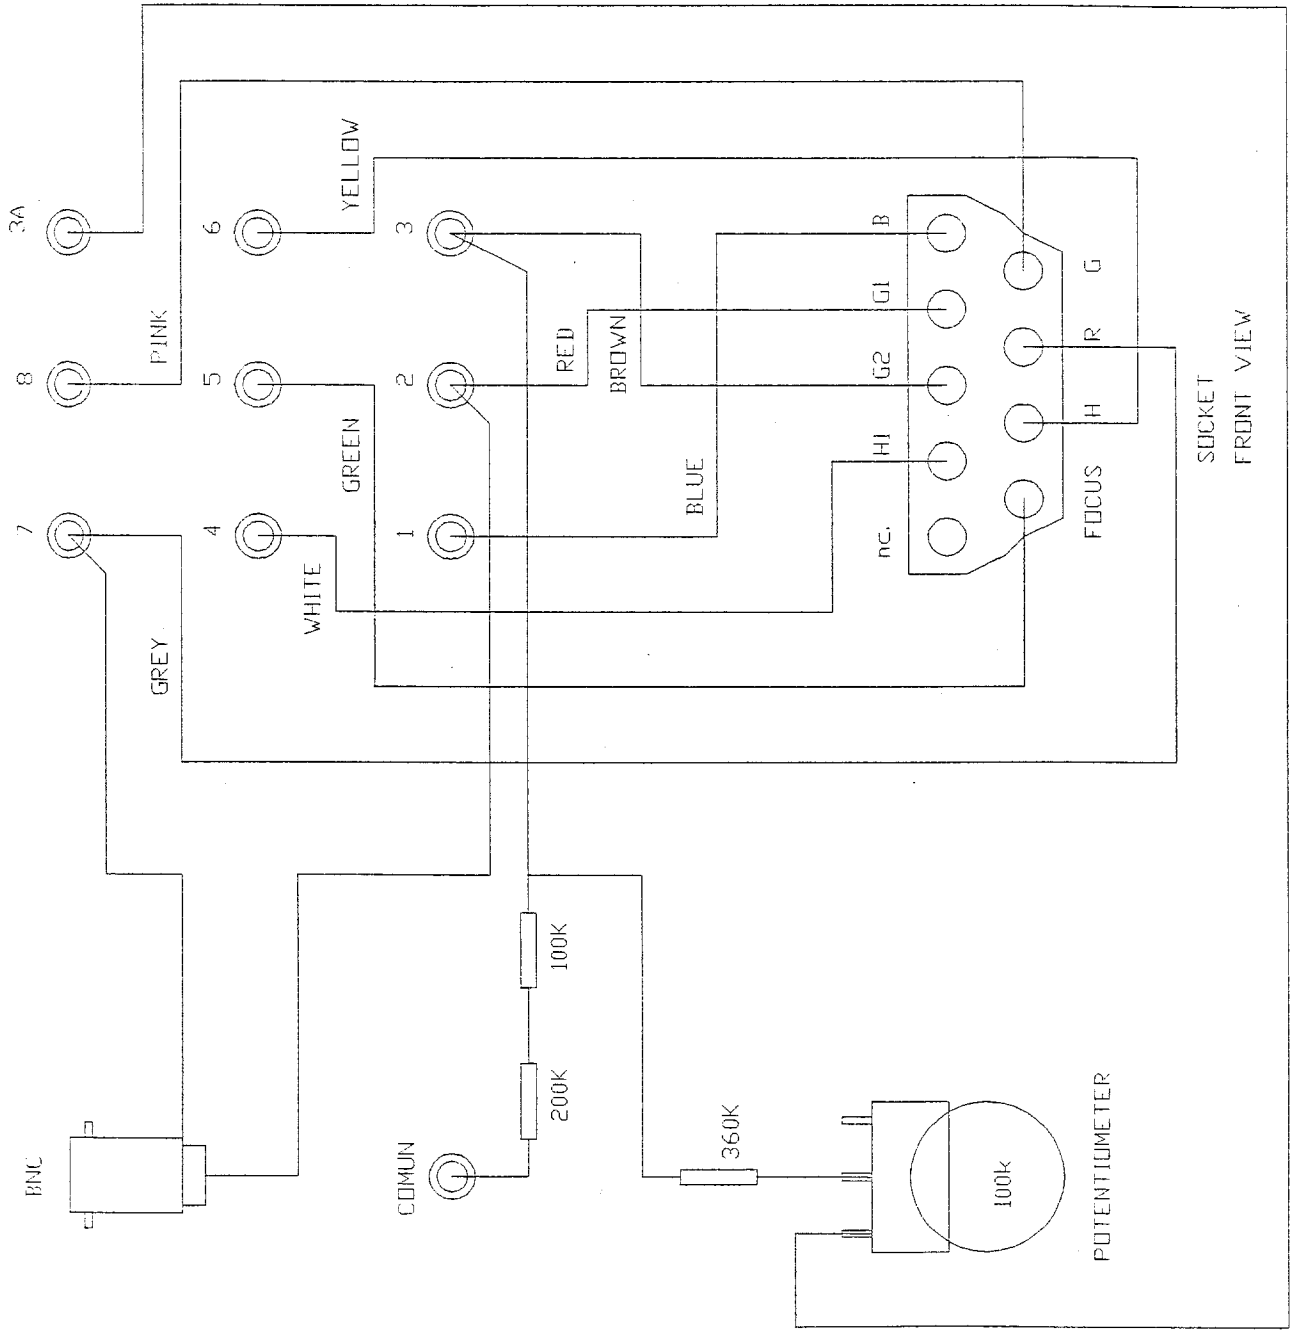 3A
8
7
PINK
GREY
6
5
4
YELLOW
GREEN
WHITE
3
2
1
RED
BROWN
BLUE
B
G1
G2
H1
nc.
G
R
H
FOCUS
SOCKET
FRONT VIEW
BNC
COMUN
100K
200K
360K
100k
POTENTIOMETER